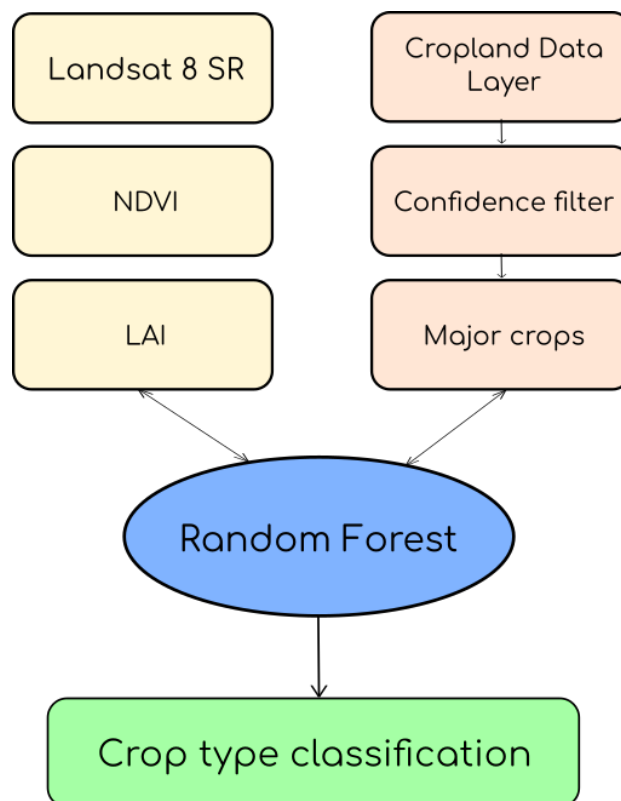 Landsat 8 SR
Cropland Data
Layer
NDVI
Confidence filter
LAI
Major crops
Random Forest
Crop type classification